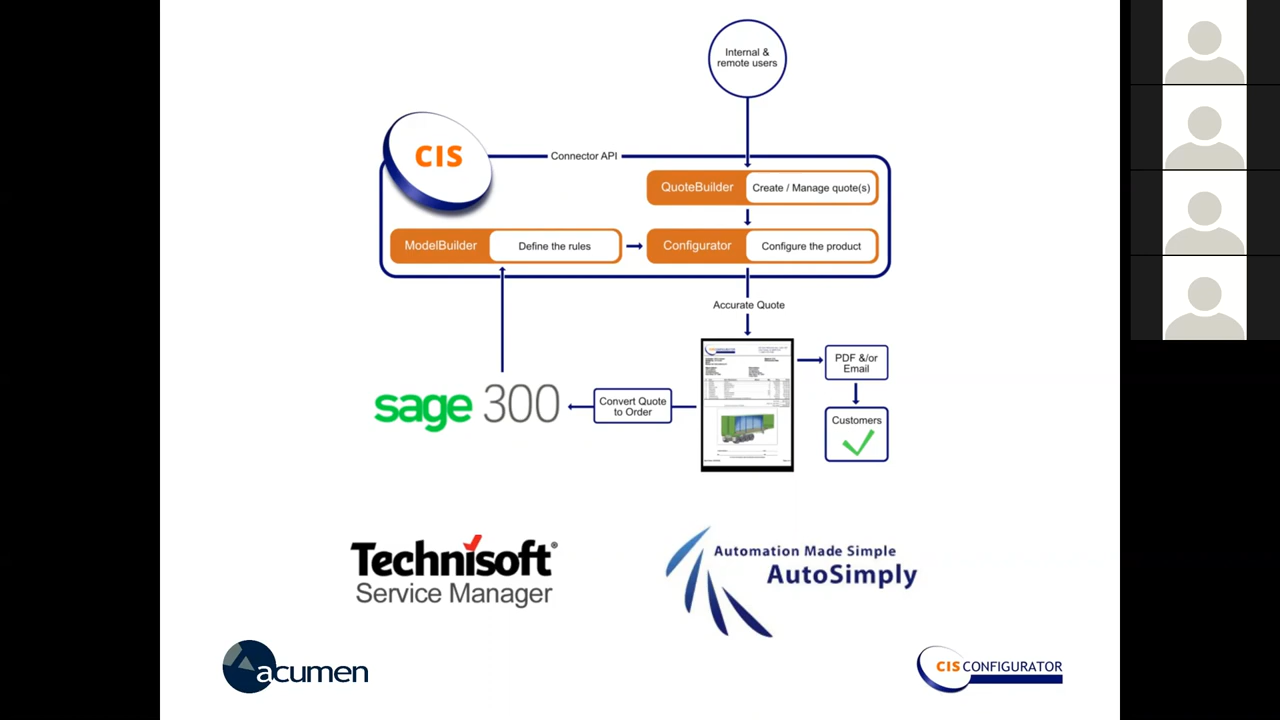 Internal &
remote users
CIS
Connector API
QuoteBuilder
Create / Manage quote(s)
ModelBuilder
Define the rules
Configurator
Configure the product
Accurate Quote
PDF &/or
Email
Customers
Convert Quote
to Order
sage 300
Technisoft®
Service Manager
Automation Made Simple
AutoSimply
acumen
CIS CONFIGURATOR